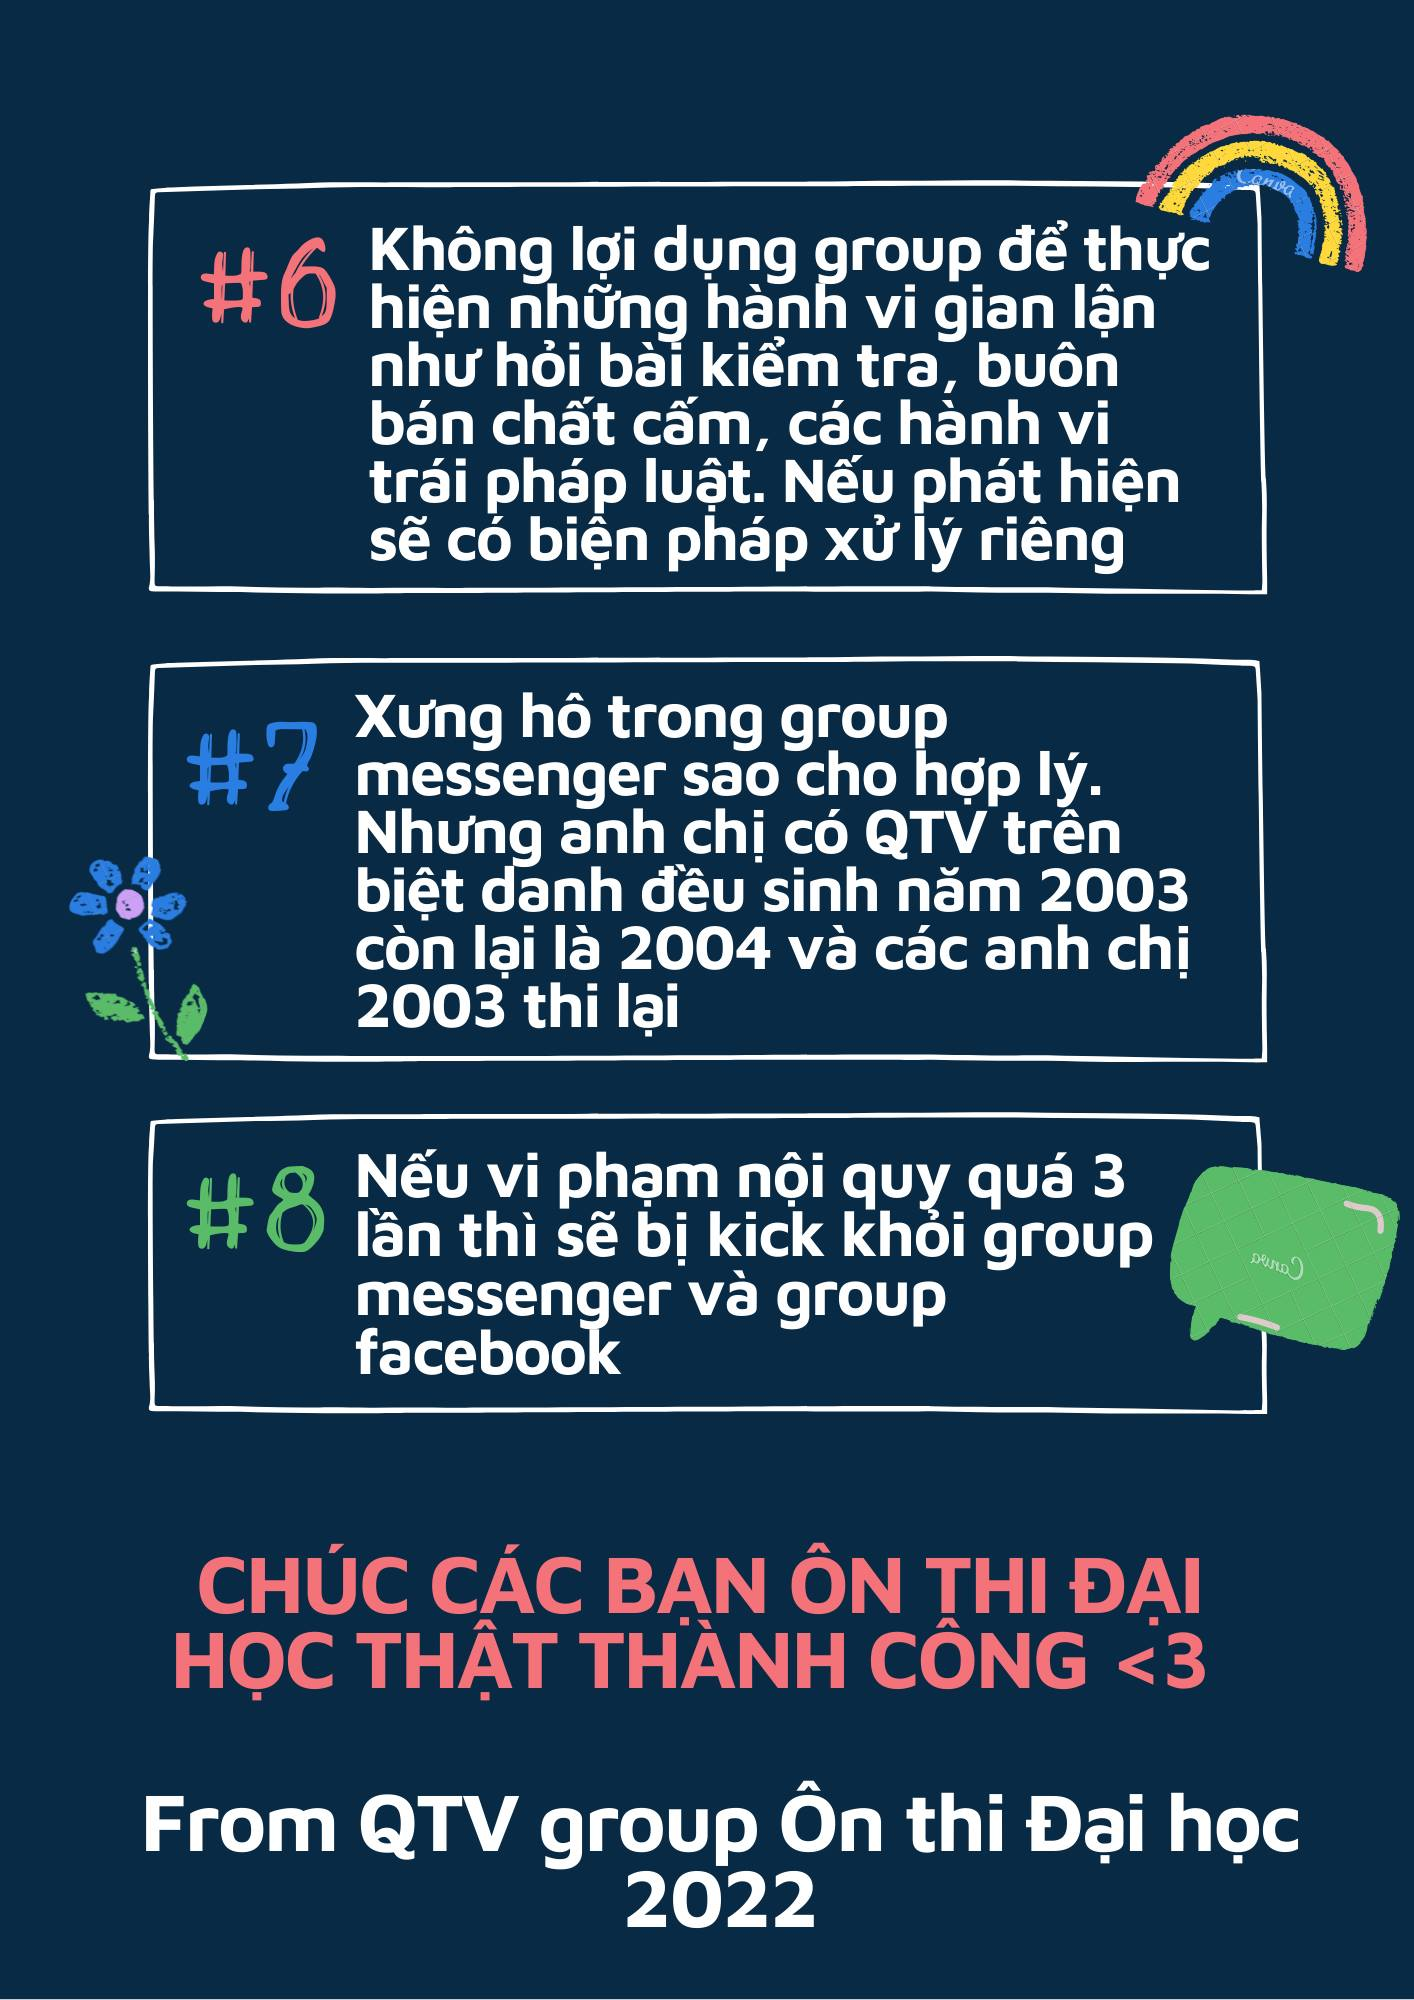 Canva
#6
Không lợi dụng group để thực
hiện những hành vi gian lận
như hỏi bài kiểm tra, buôn
bán chất cấm, các hành vi
trái pháp luật. Nếu phát hiện
sẽ có biện pháp xử lý riêng
#7
Xưng hô trong group
messenger sao cho hợp lý.
Nhưng anh chị có QTV trên
biệt danh đều sinh năm 2003
còn lại là 2004 và các anh chị
2003 thi lại
#8
Nếu vi phạm nội quy quá 3
lần thì sẽ bị kick khỏi group
messenger và group
facebook
Canva
CHÚC CÁC BẠN ÔN THI ĐẠI
HỌC THẬT THÀNH CÔNG <3
From QTV group Ôn thi Đại học
2022